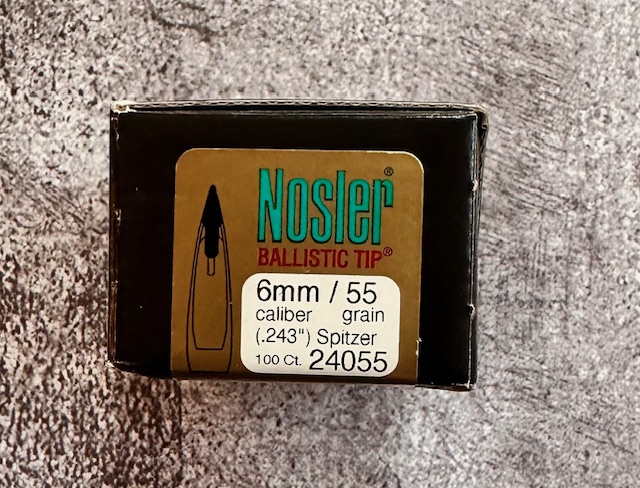 Nosler®
BALLISTIC TIP®
6mm / 55
caliber grain
(.243") Spitzer
100 Ct. 24055